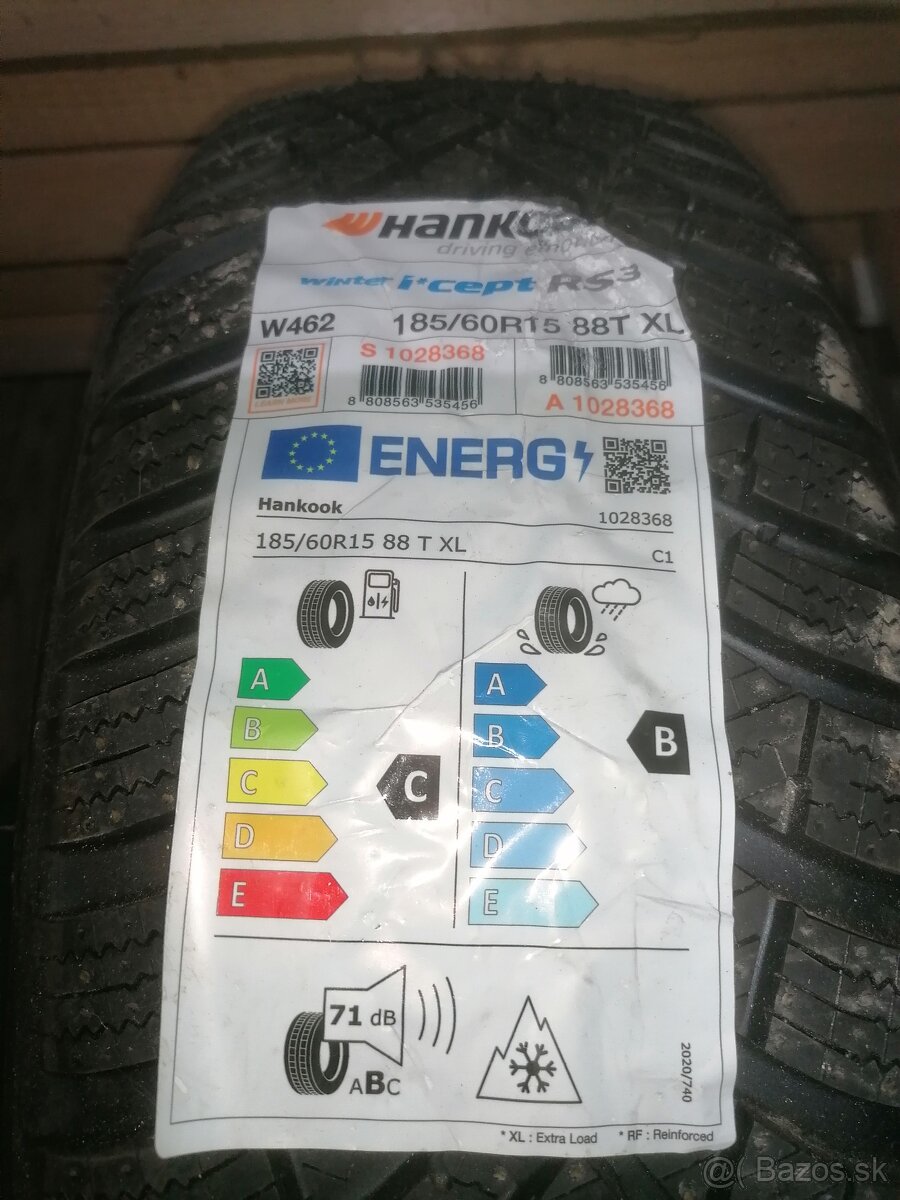 Hankook
driving emotion
winter i*cept RS3
W462
185/60R15 88T XL
LEARN MORE
S 1028368
8 808563 535456
8 808563 535456
A 1028368
ENERG
Hankook
1028368
185/60R15 88 T XL
C1
A
B
C
D
E
C
A
B
C
D
E
B
71 dB
ABC
2020/740
* XL : Extra Load
* RF : Reinforced
@ Bazos.sk